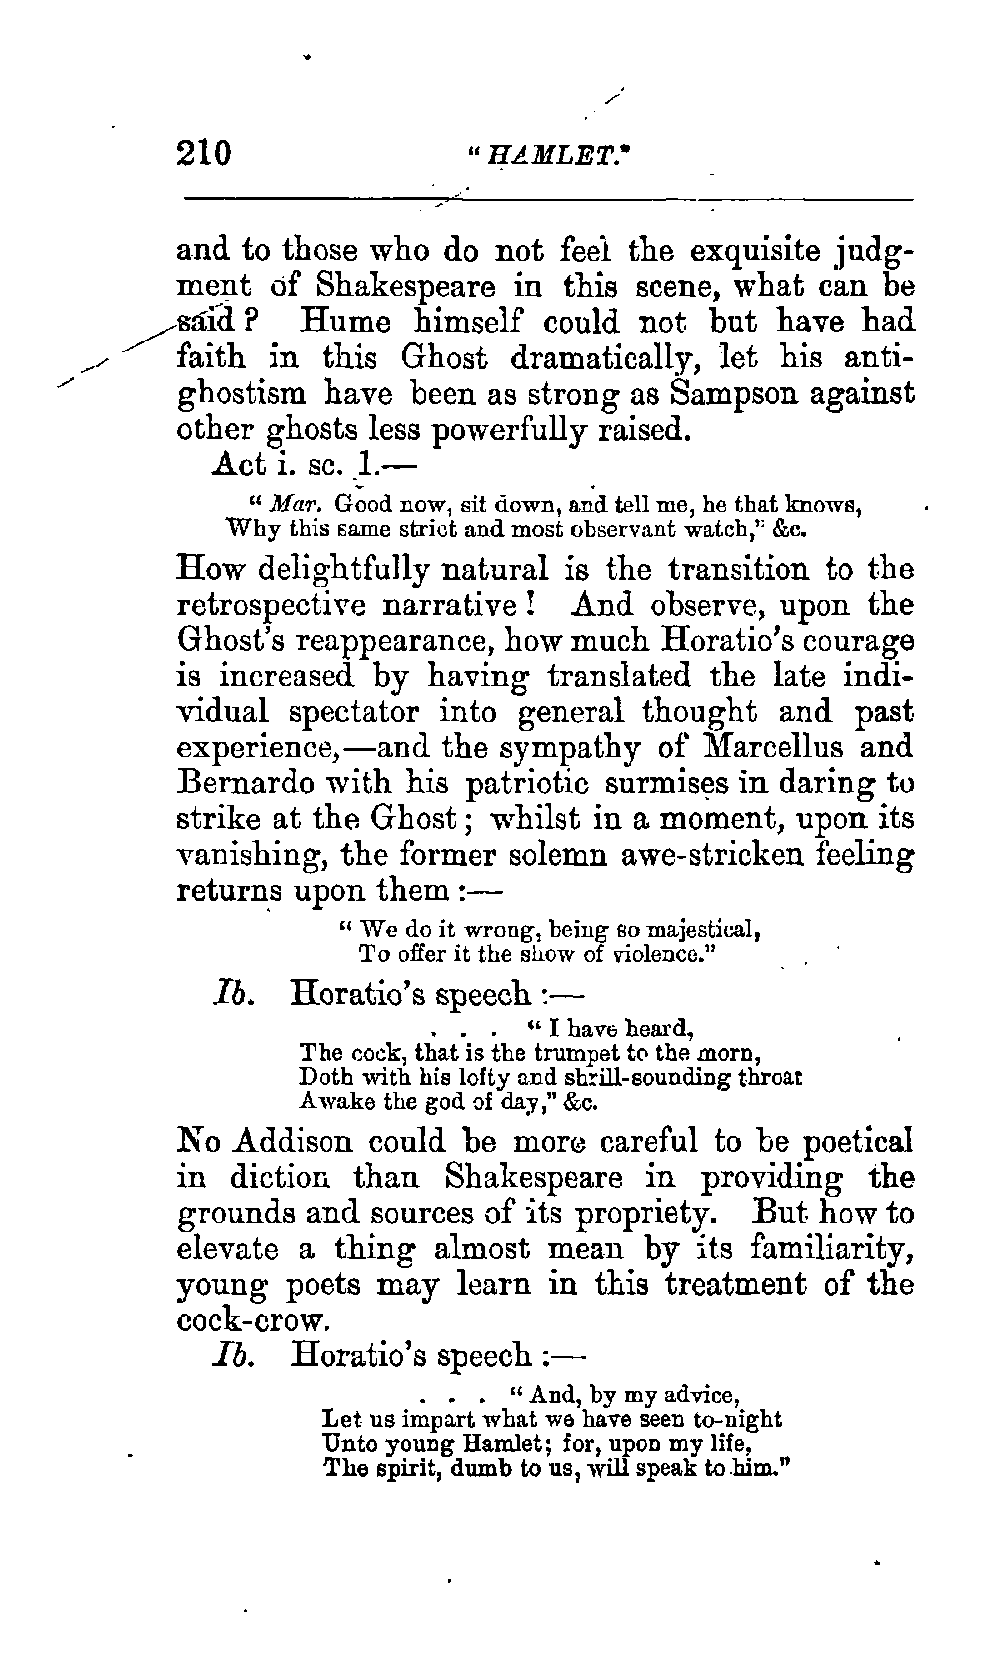 210 “HAMLET.”
and to those who do not feel the exquisite judg-
ment of Shakespeare in this scene, what can be
said? Hume himself could not but have had
faith in this Ghost dramatically, let his anti-
ghostism have been as strong as Sampson against
other ghosts less powerfully raised.
Act i. sc. 1.—
“ Mar. Good now, sit down, and tell me, he that knows,
Why this same strict and most observant watch,” &c.
How delightfully natural is the transition to the
retrospective narrative! And observe, upon the
Ghost's reappearance, how much Horatio's courage
is increased by having translated the late indi-
vidual spectator into general thought and past
experience,—and the sympathy of Marcellus and
Bernardo with his patriotic surmises in daring to
strike at the Ghost; whilst in a moment, upon its
vanishing, the former solemn awe-stricken feeling
returns upon them:—
“ We do it wrong, being so majestical,
To offer it the show of violence.”
Ib. Horatio's speech:—
. . . “ I have heard,
The cock, that is the trumpet to the morn,
Doth with his lofty and shrill-sounding throat
Awake the god of day,” &c.
No Addison could be more careful to be poetical
in diction than Shakespeare in providing the
grounds and sources of its propriety. But how to
elevate a thing almost mean by its familiarity,
young poets may learn in this treatment of the
cock-crow.
Ib. Horatio's speech:—
. . . “ And, by my advice,
Let us impart what we have seen to-night
Unto young Hamlet; for, upon my life,
The spirit, dumb to us, will speak to him.”